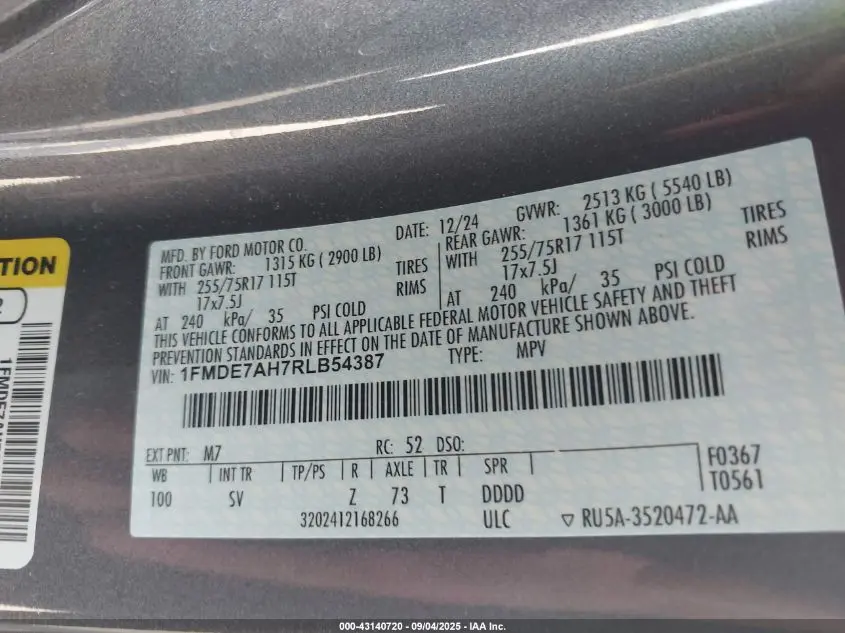 TION
2
1FMDE7AH7
MFD. BY FORD MOTOR CO.
DATE: 12/24
GVWR: 2513 KG ( 5540 LB)
FRONT GAWR: 1315 KG ( 2900 LB)
WITH 255/75R17 115T TIRES
17x7.5J RIMS
AT 240 kPa/ 35 PSI COLD
REAR GAWR: 1361 KG ( 3000 LB)
WITH 255/75R17 115T TIRES
17x7.5J RIMS
AT 240 kPa/ 35 PSI COLD
THIS VEHICLE CONFORMS TO ALL APPLICABLE FEDERAL MOTOR VEHICLE SAFETY AND THEFT
PREVENTION STANDARDS IN EFFECT ON THE DATE OF MANUFACTURE SHOWN ABOVE.
VIN: 1FMDE7AH7RLB54387 TYPE: MPV
EXT PNT: M7 RC: 52 DSO:
WB INT TR TP/PS R AXLE TR SPR
100 SV Z 73 T DDDD
F0367
T0561
3202412168266 ULC ▽ RU5A-3520472-AA
000-43140720 - 09/04/2025 - IAA Inc.